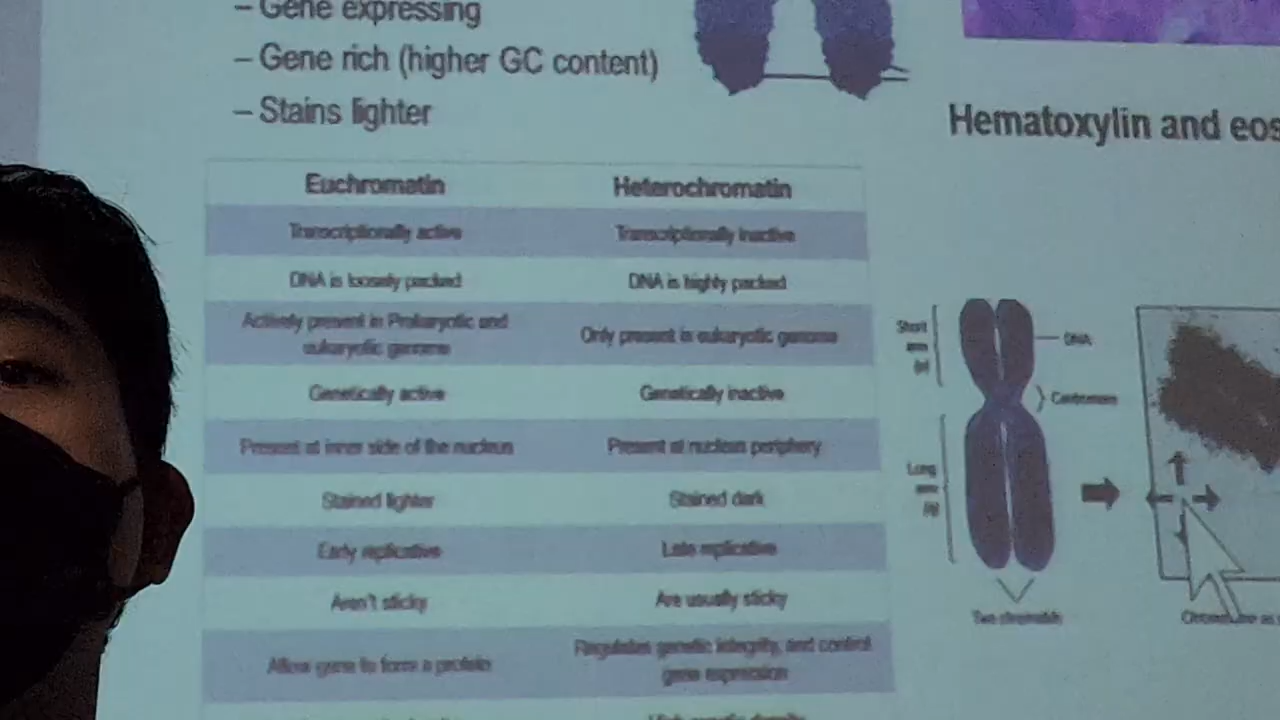 – Gene expressing
– Gene rich (higher GC content)
– Stains lighter
Hematoxylin and eos
Euchromatin Heterochromatin
Transcriptionally active Transcriptionally inactive
DNA is loosely packed DNA is highly packed
Actively present in Prokaryotic and
eukaryotic genome
Only present in eukaryotic genome
Genetically active Genetically inactive
Present at inner side of the nucleus Present at nucleus periphery
Stained lighter Stained dark
Early replicative Late replicative
Aren't sticky Are usually sticky
Allow gene to form a protein
Regulates genetic integrity, and control
gene expression
Short
arm
(p)
DNA
Centromere
Long
arm
(q)
Two chromatids